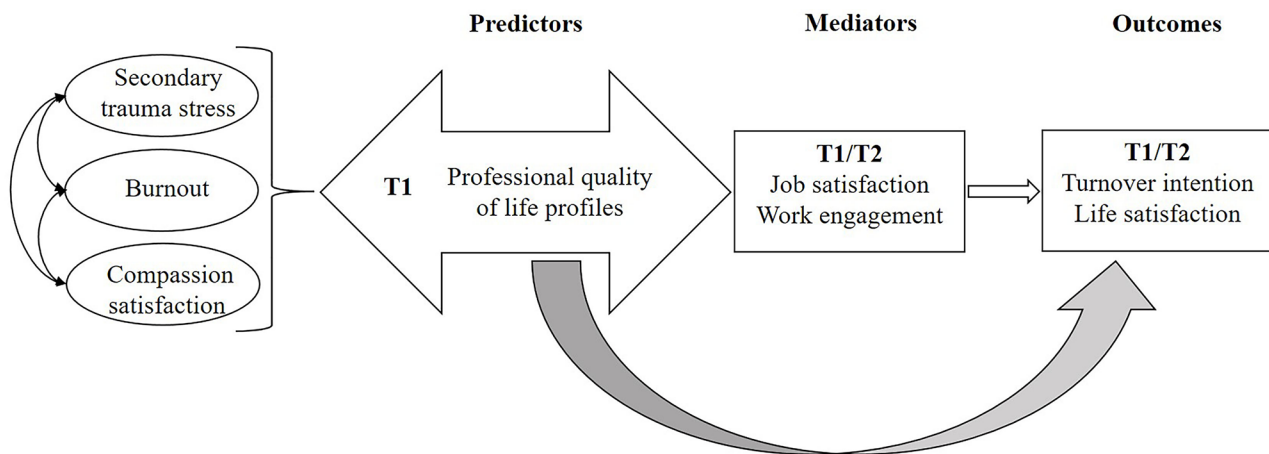 Predictors
Mediators
Outcomes
Secondary
trauma stress
Burnout
Compassion
satisfaction
T1
Professional quality
of life profiles
T1/T2
Job satisfaction
Work engagement
T1/T2
Turnover intention
Life satisfaction